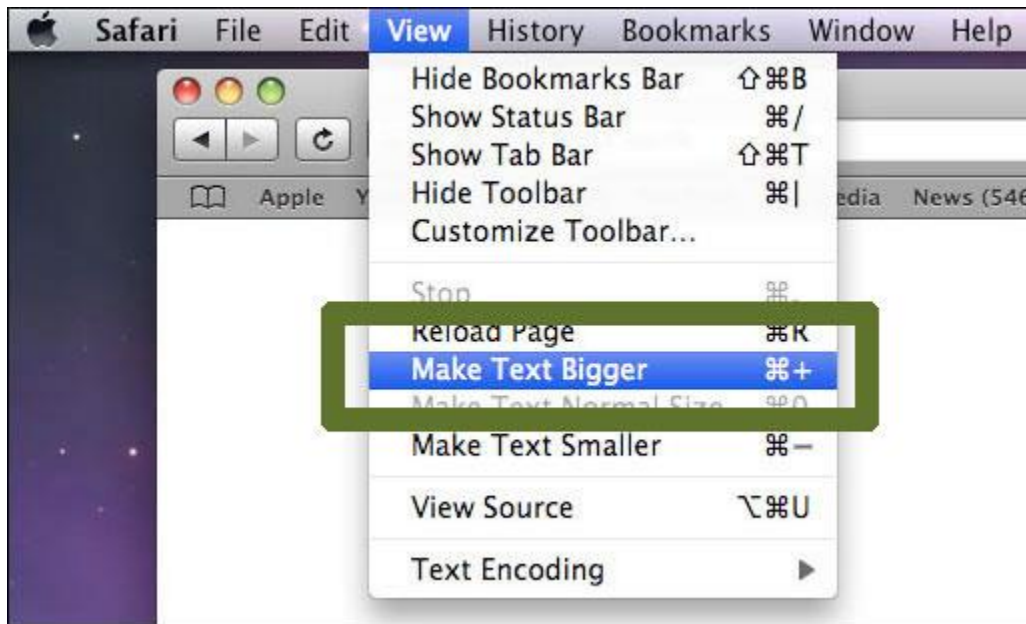 Safari File Edit View History Bookmarks Window Help
Hide Bookmarks Bar ⇧⌘B
Show Status Bar ⌘/
Show Tab Bar ⇧⌘T
Hide Toolbar ⌘|
Apple Y edia News (546
Customize Toolbar...
Stop ⌘.
Reload Page ⌘R
Make Text Bigger ⌘+
Make Text Normal Size ⌘0
Make Text Smaller ⌘–
View Source ⌥⌘U
Text Encoding ▶